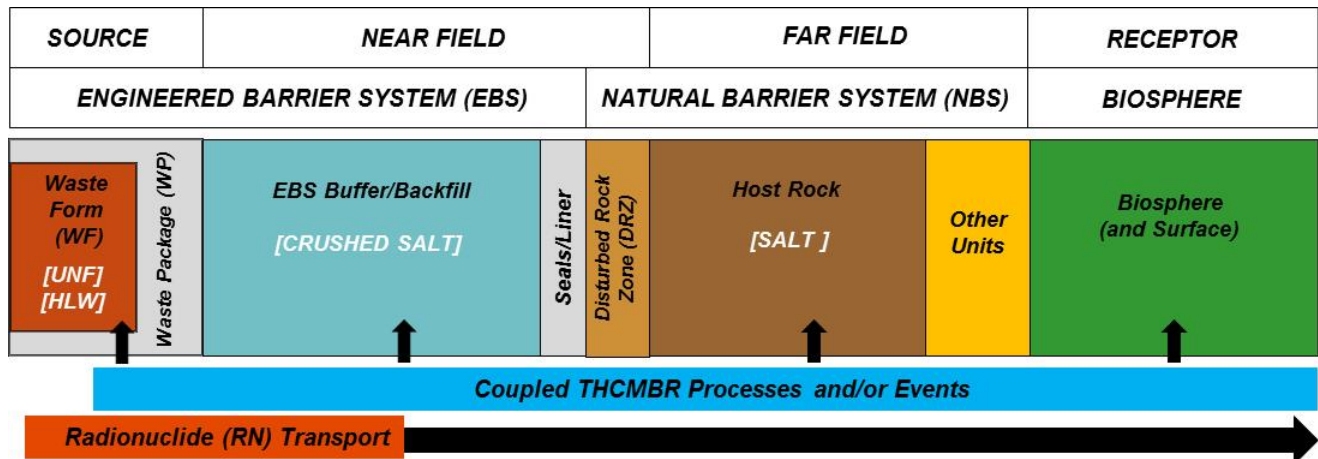 SOURCE
NEAR FIELD
FAR FIELD
RECEPTOR
ENGINEERED BARRIER SYSTEM (EBS)
NATURAL BARRIER SYSTEM (NBS)
BIOSPHERE
Waste
Form
(WF)
[UNF]
[HLW]
Waste Package (WP)
EBS Buffer/Backfill
[CRUSHED SALT]
Seals/Liner
Disturbed Rock
Zone (DRZ)
Host Rock
[SALT ]
Other
Units
Biosphere
(and Surface)
Coupled THCMBR Processes and/or Events
Radionuclide (RN) Transport